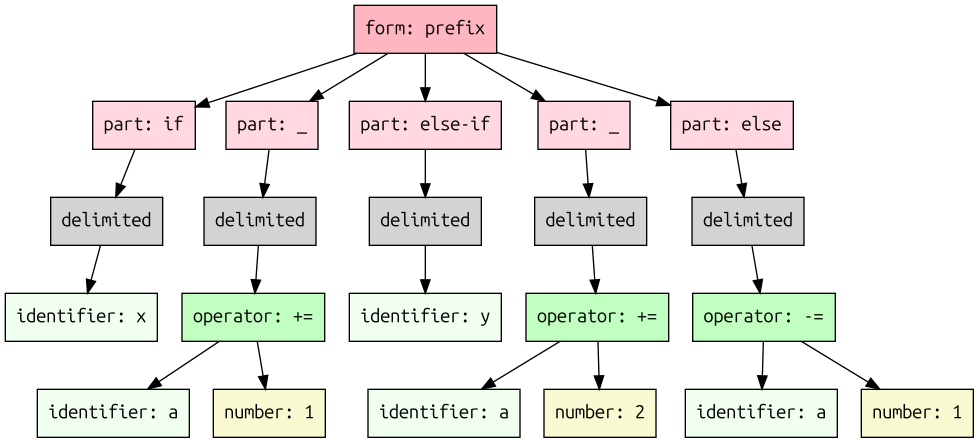 form: prefix
part: if
part: _
part: else-if
part: _
part: else
delimited
delimited
delimited
delimited
delimited
identifier: x
operator: +=
identifier: y
operator: +=
operator: -=
identifier: a
number: 1
identifier: a
number: 2
identifier: a
number: 1